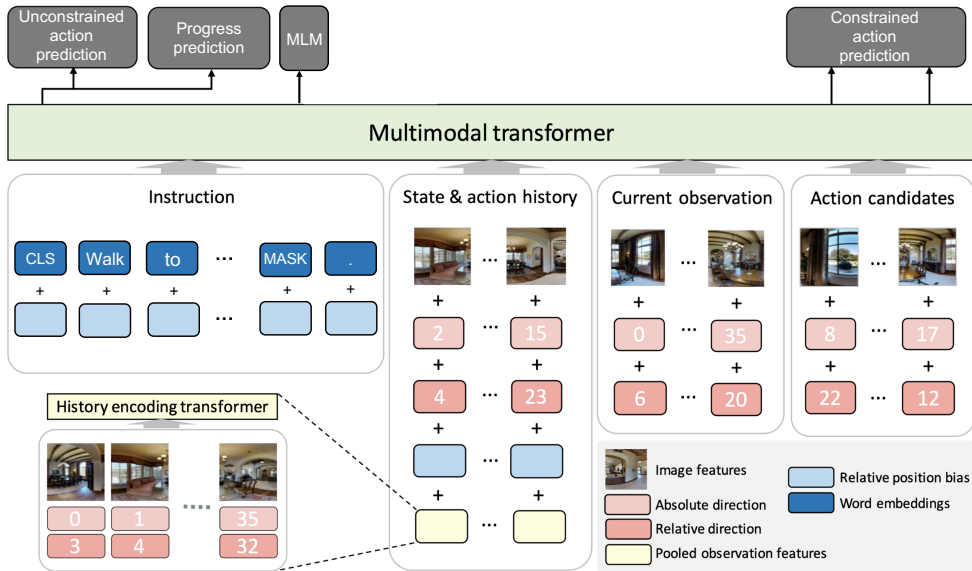 Unconstrained
action
prediction
Progress
prediction
MLM
Constrained
action
prediction
Multimodal transformer
Instruction
CLS Walk to ... MASK .
+ + + + +
...
State & action history
...
+ +
2 ... 15
+ +
4 ... 23
+ +
...
+ +
...
Current observation
...
+ +
0 ... 35
+ +
6 ... 20
Action candidates
...
+ +
8 ... 17
+ +
22 ... 12
History encoding transformer
0 1 ..... 35
3 4 32
Image features
Absolute direction
Relative direction
Pooled observation features
Relative position bias
Word embeddings